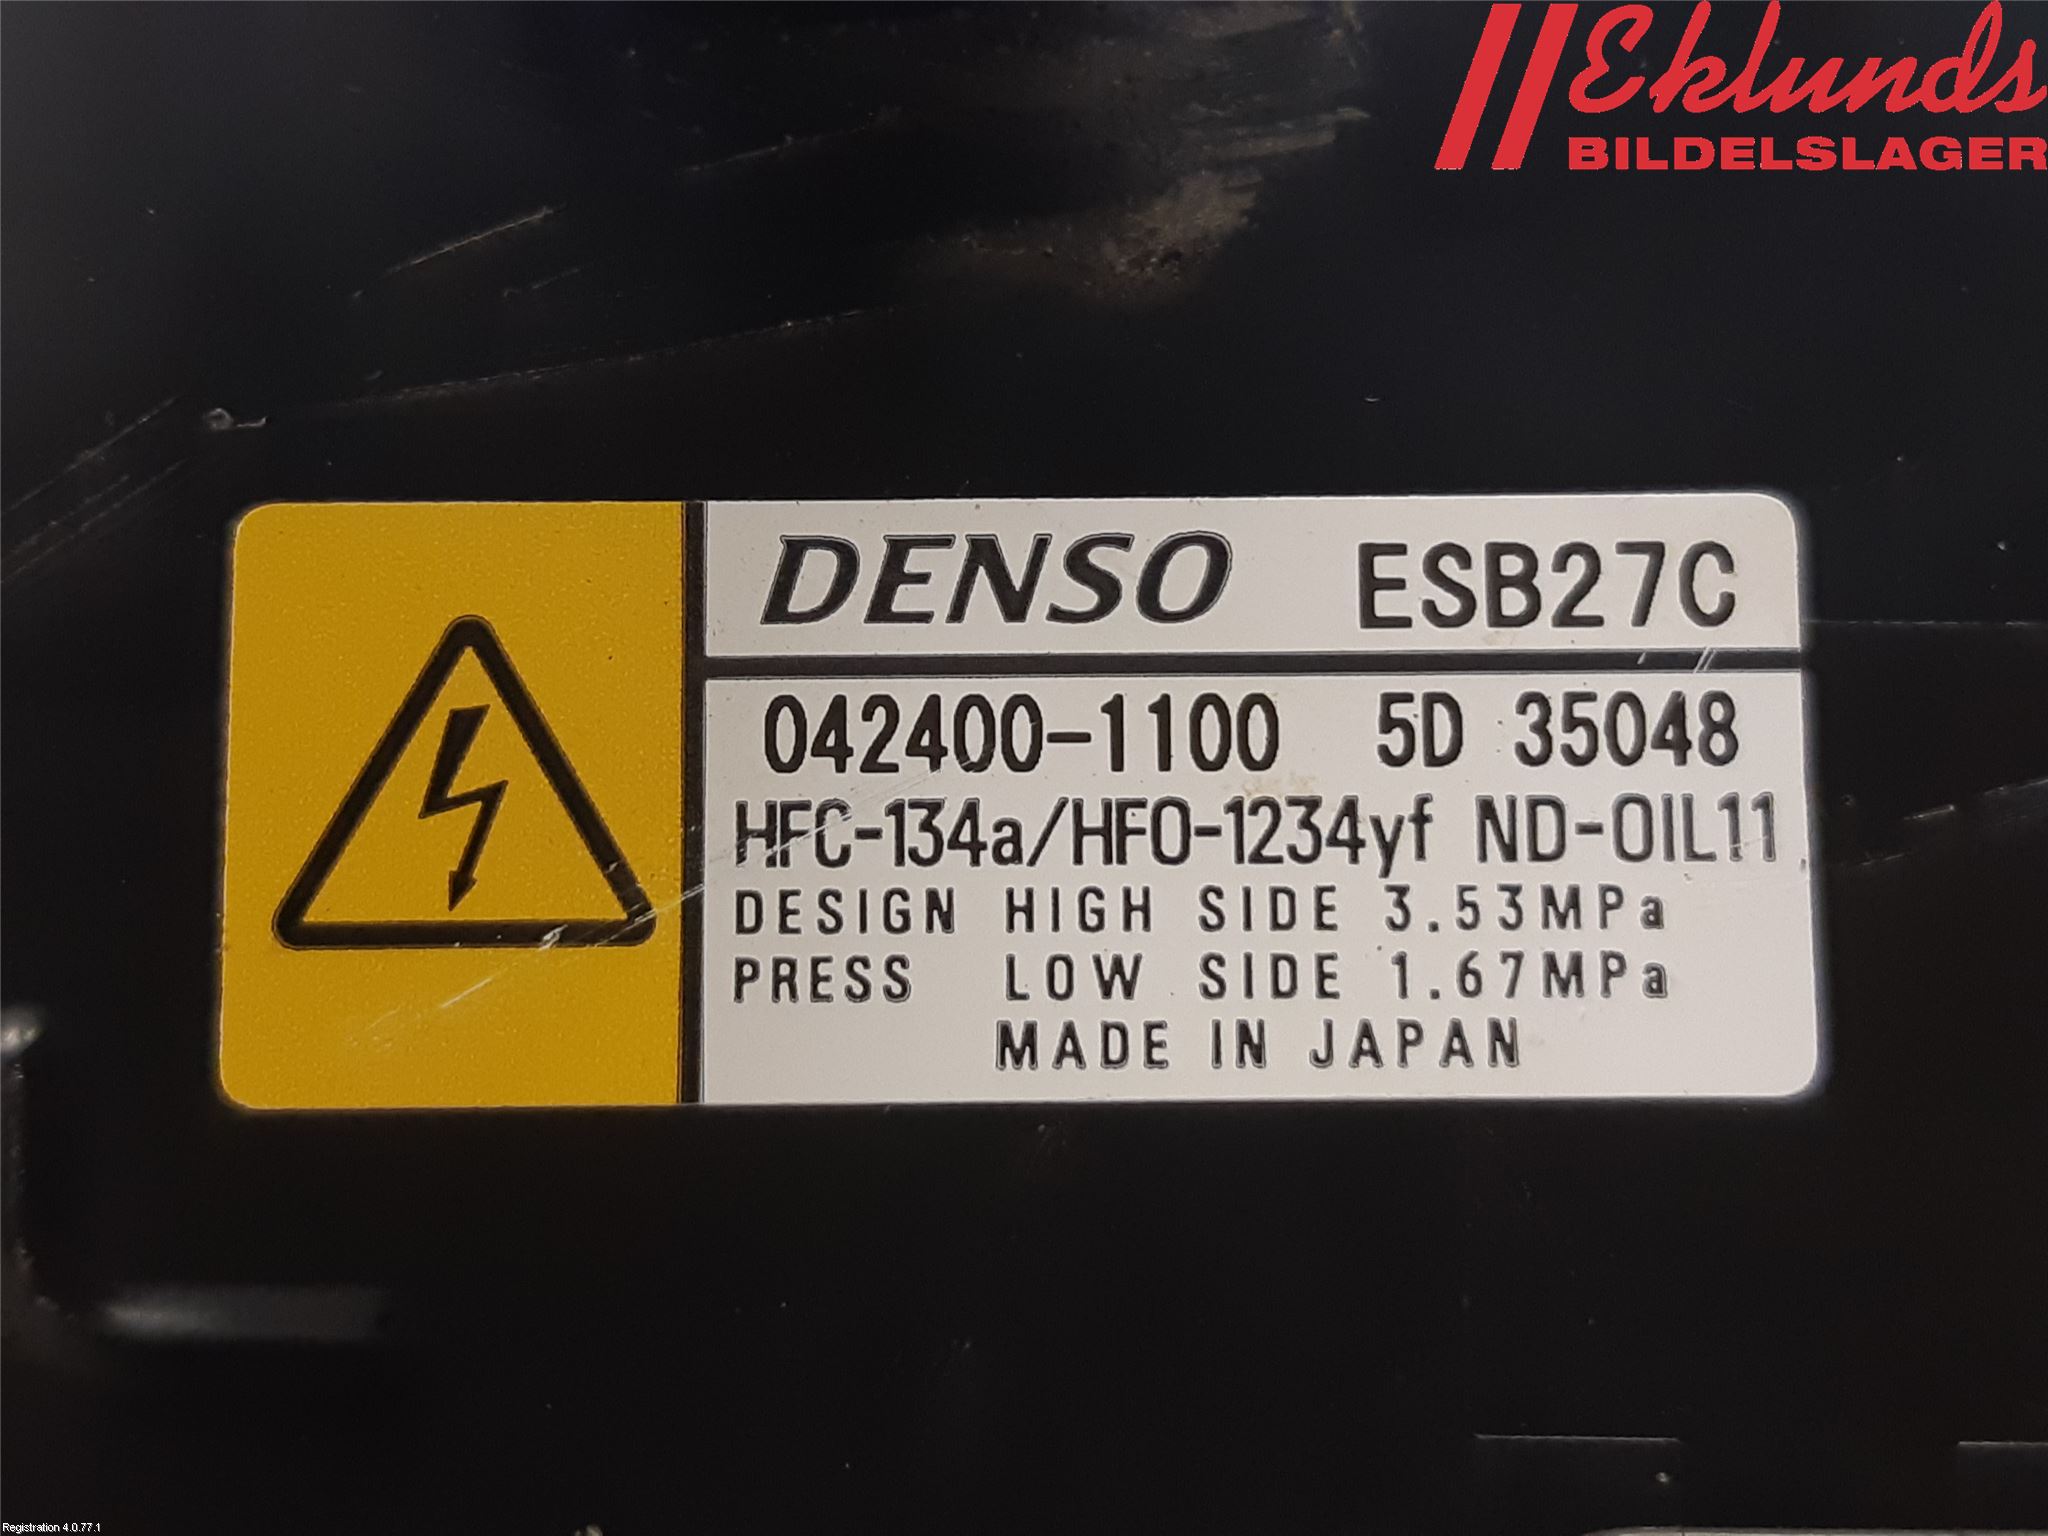 Eklunds
BILDELSLAGER
DENSO ESB27C
042400-1100 5D 35048
HFC-134a/HFO-1234yf ND-OIL11
DESIGN HIGH SIDE 3.53MPa
PRESS LOW SIDE 1.67MPa
MADE IN JAPAN
Registration 4.0.77.1